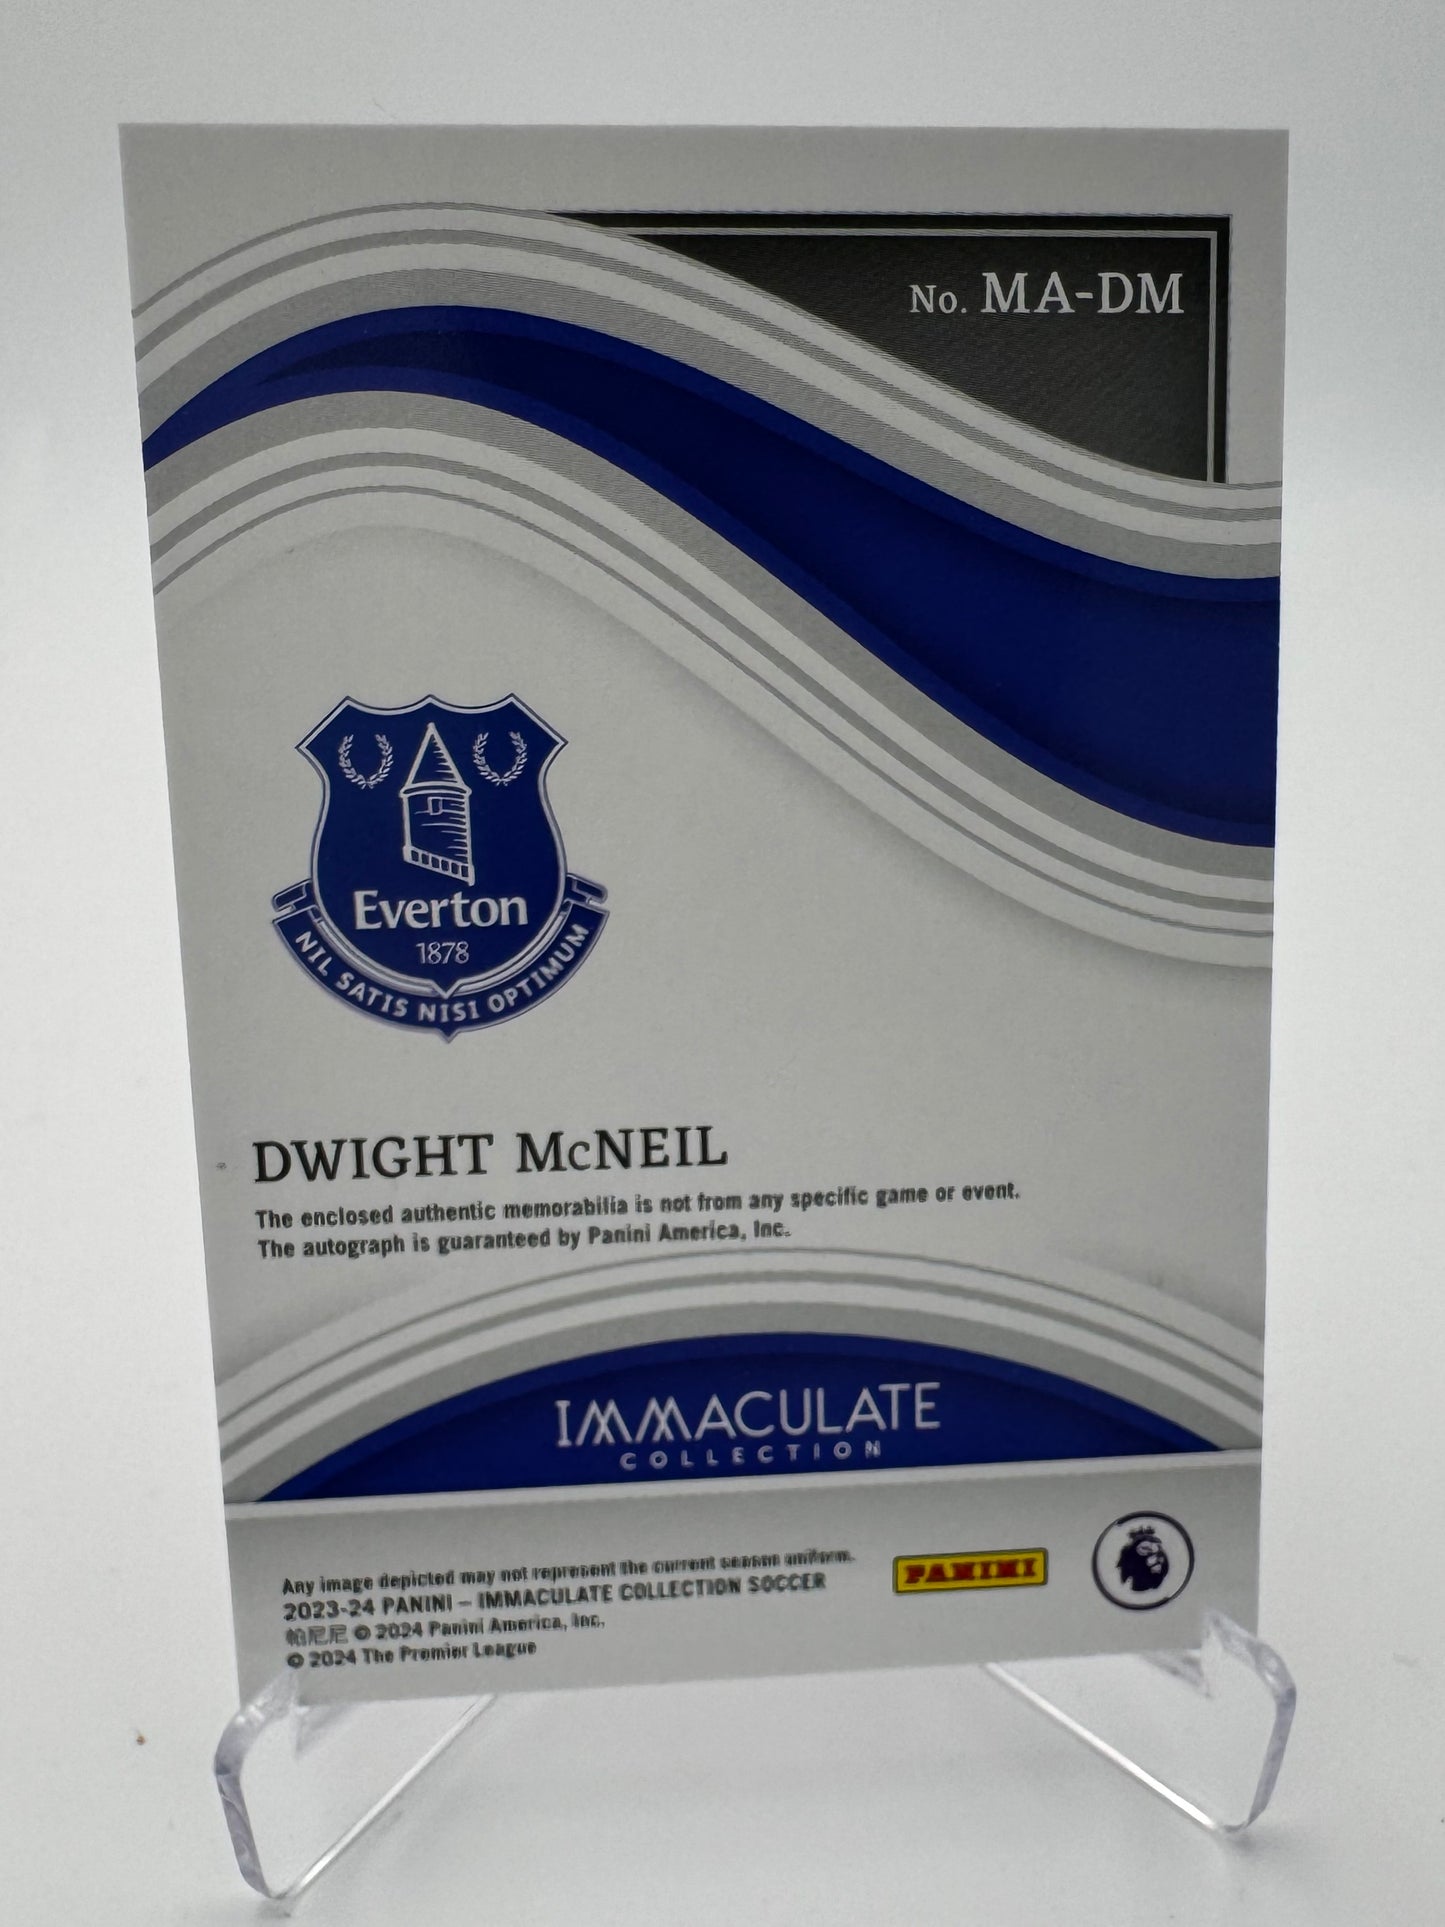 No. MA-DM
Everton
1878
NIL SATIS NISI OPTIMUM
DWIGHT McNEIL
The enclosed authentic memorabilia is not from any specific game or event.
The autograph is guaranteed by Panini America, Inc.
IMMACULATE
COLLECTION
Any image depicted may not represent the current season uniform.
2023-24 PANINI – IMMACULATE COLLECTION SOCCER
帕尼尼 © 2024 Panini America, Inc.
© 2024 The Premier League
PANINI